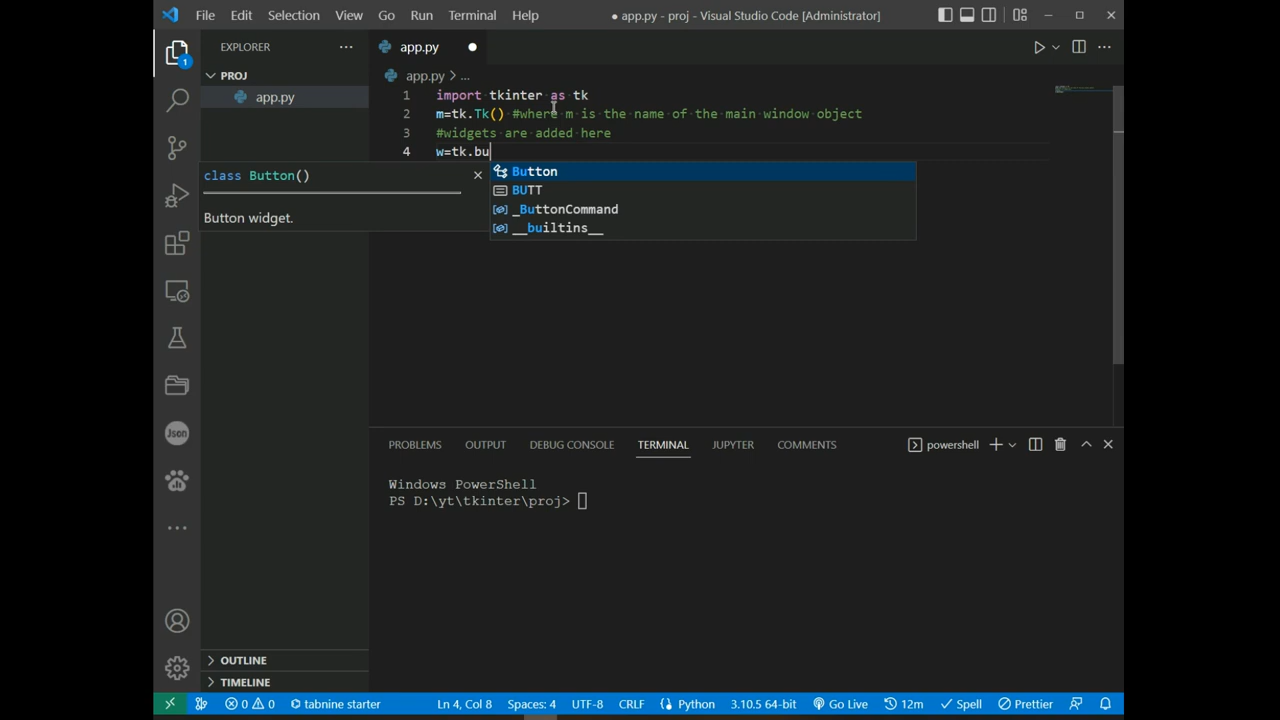 File Edit Selection View Go Run Terminal Help ● app.py - proj - Visual Studio Code [Administrator]
EXPLORER ...
1
PROJ
app.py
app.py ●
app.py > ...
1 import tkinter as tk
2 m=tk.Tk() #where m is the name of the main window object
3 #widgets are added here
4 w=tk.bu
class Button()
Button widget.
Button
BUTT
_ButtonCommand
__builtins__
Json
PROBLEMS OUTPUT DEBUG CONSOLE TERMINAL JUPYTER COMMENTS powershell
Windows PowerShell
PS D:\yt\tkinter\proj>
OUTLINE
TIMELINE
0 0 tabnine starter Ln 4, Col 8 Spaces: 4 UTF-8 CRLF Python 3.10.5 64-bit Go Live 12m Spell Prettier